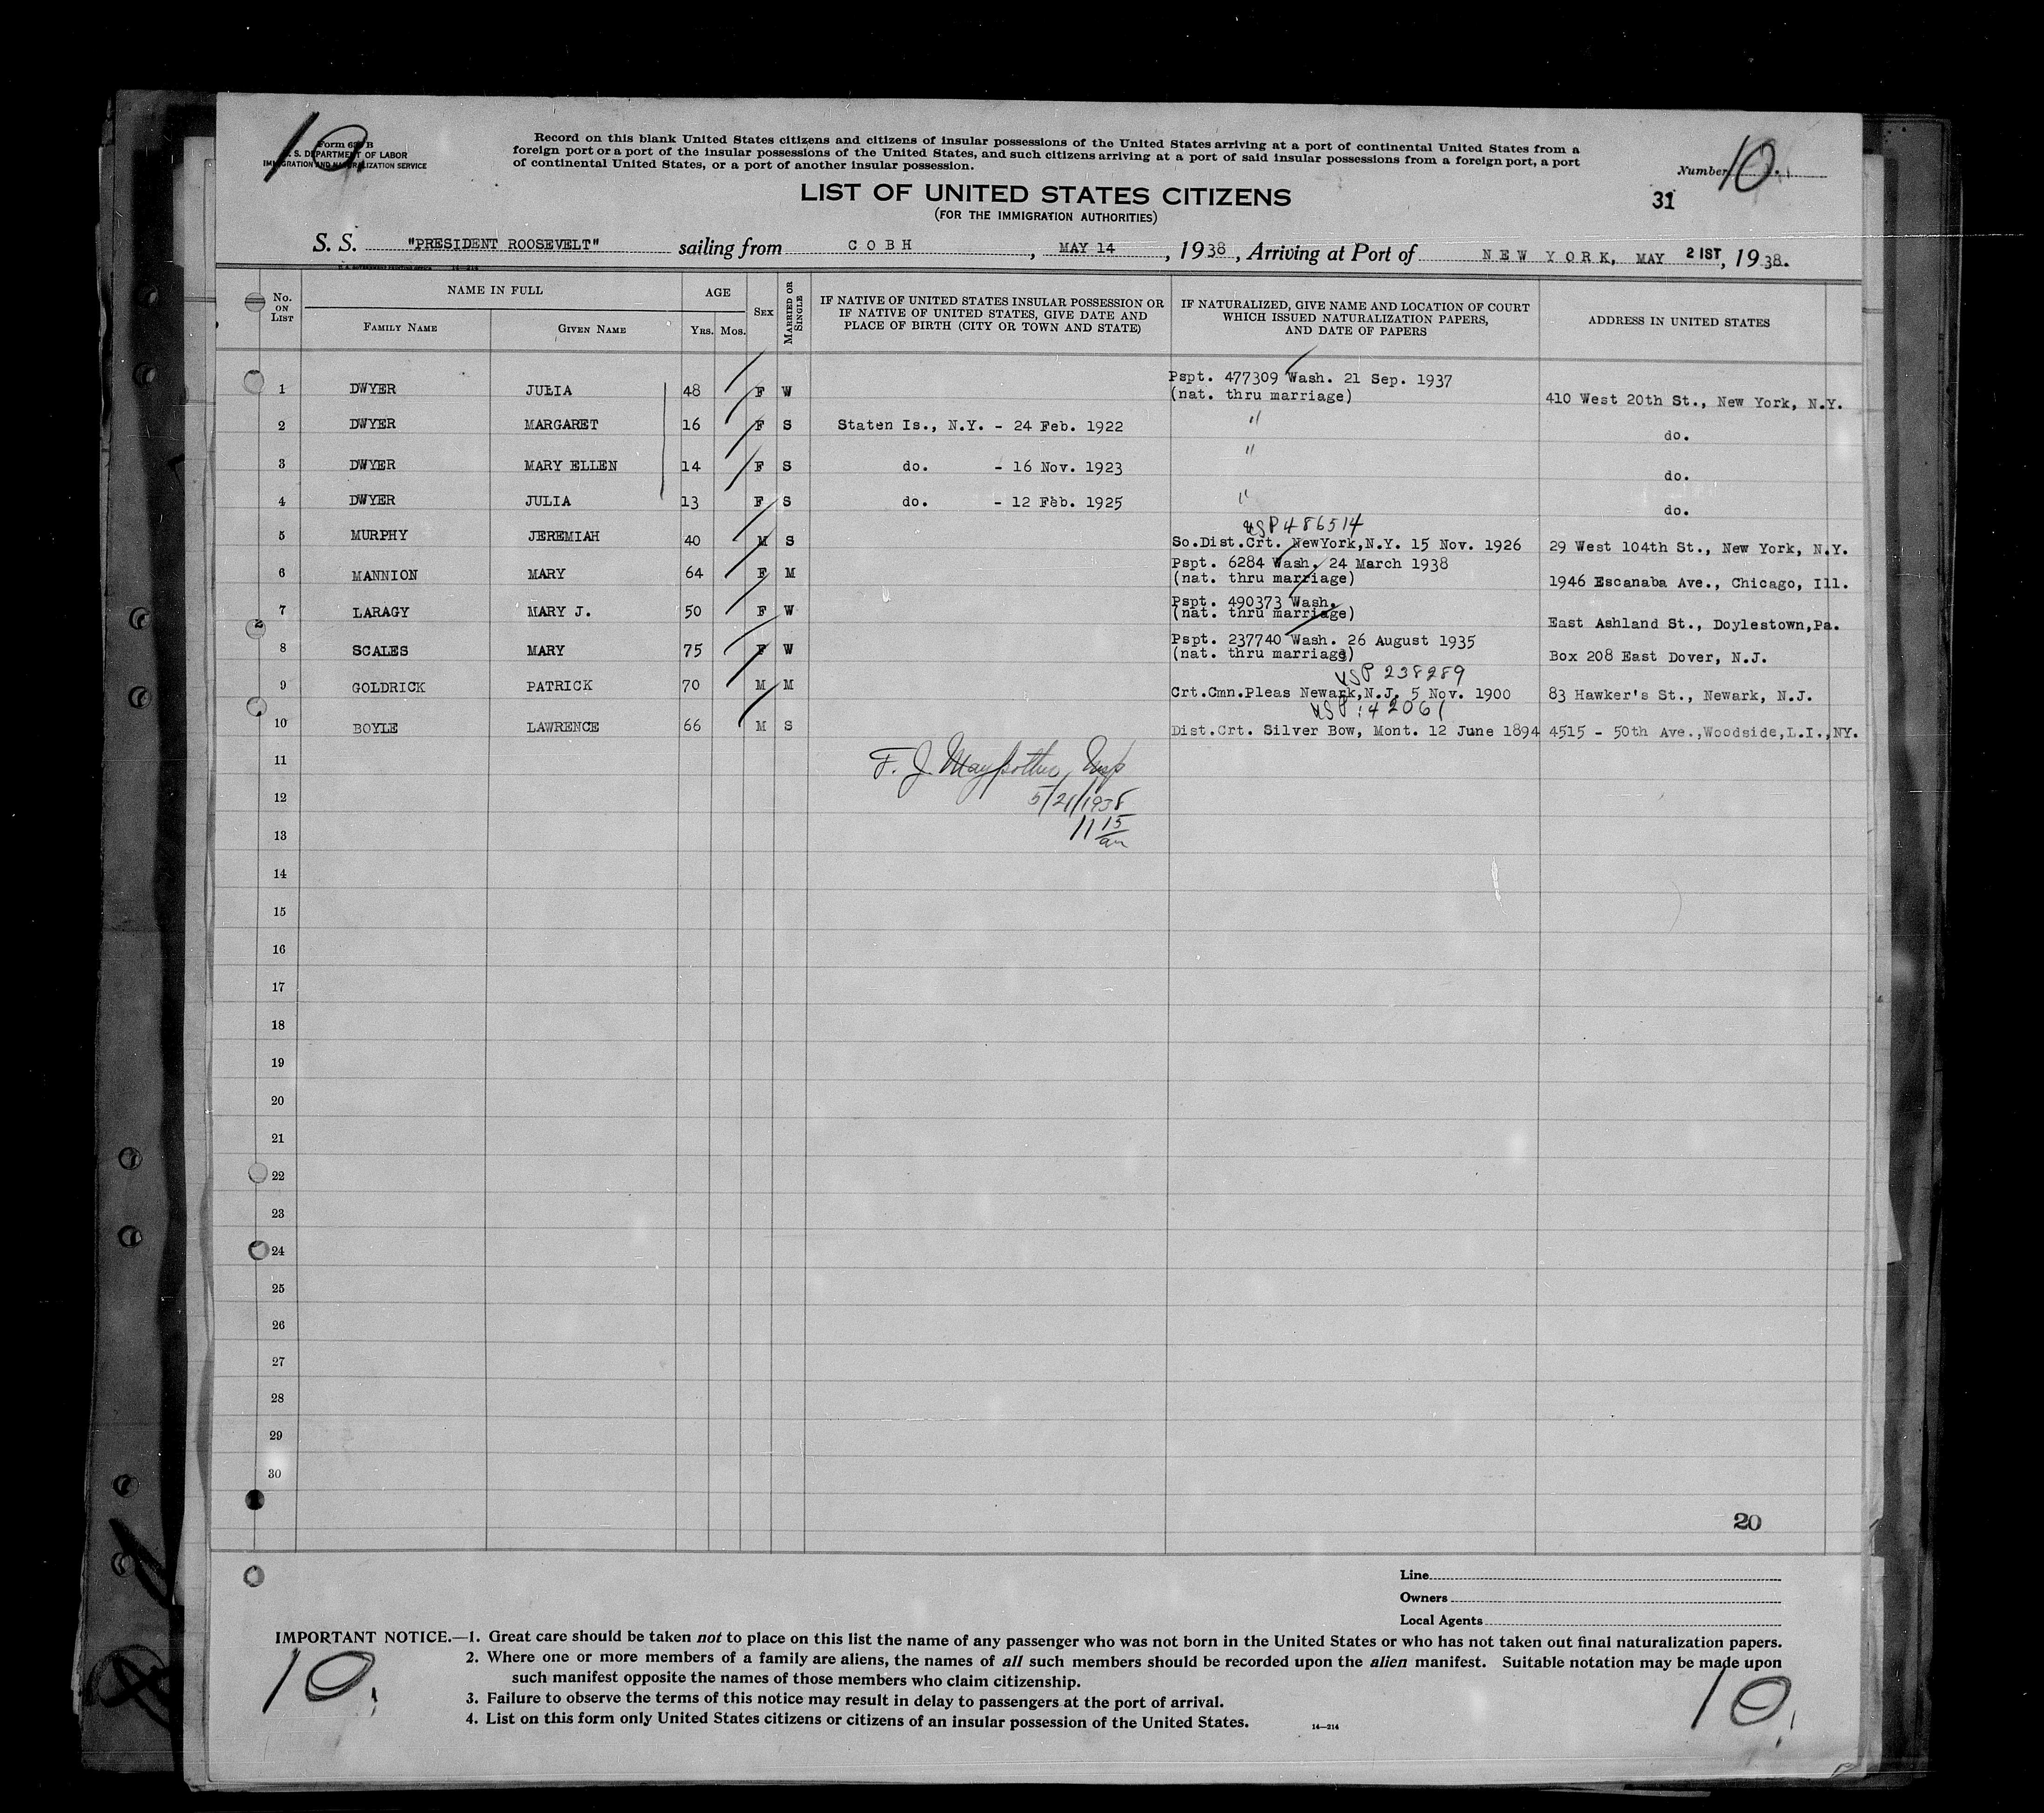 10
Form 630 B
U. S. DEPARTMENT OF LABOR
IMMIGRATION AND NATURALIZATION SERVICE
Record on this blank United States citizens and citizens of insular possessions of the United States arriving at a port of continental United States from a
foreign port or a port of the insular possessions of the United States, and such citizens arriving at a port of said insular possessions from a foreign port, a port
of continental United States, or a port of another insular possession.
Number 10.
31
LIST OF UNITED STATES CITIZENS
(FOR THE IMMIGRATION AUTHORITIES)
S. S. "PRESIDENT ROOSEVELT" sailing from COBH, MAY 14, 1938, Arriving at Port of NEW YORK, MAY 21ST, 1938.
14—214
No. ON LIST NAME IN FULL FAMILY NAME GIVEN NAME AGE YRS. MOS. SEX MARRIED OR SINGLE IF NATIVE OF UNITED STATES INSULAR POSSESSION OR IF NATIVE OF UNITED STATES, GIVE DATE AND PLACE OF BIRTH (CITY OR TOWN AND STATE) IF NATURALIZED, GIVE NAME AND LOCATION OF COURT WHICH ISSUED NATURALIZATION PAPERS, AND DATE OF PAPERS ADDRESS IN UNITED STATES
1 DWYER JULIA 48 F W Pspt. 477309 Wash. 21 Sep. 1937
(nat. thru marriage) 410 West 20th St., New York, N.Y.
2 DWYER MARGARET 16 F S Staten Is., N.Y. - 24 Feb. 1922 " do.
3 DWYER MARY ELLEN 14 F S do. - 16 Nov. 1923 " do.
4 DWYER JULIA 13 F S do. - 12 Feb. 1925 " do.
USP 486514
5 MURPHY JEREMIAH 40 M S So.Dist.Crt. NewYork,N.Y. 15 Nov. 1926 29 West 104th St., New York, N.Y.
6 MANNION MARY 64 F M Pspt. 6284 Wash. 24 March 1938
(nat. thru marriage) 1946 Escanaba Ave., Chicago, Ill.
7 LARAGY MARY J. 50 F W Pspt. 490373 Wash.
(nat. thru marriage) East Ashland St., Doylestown,Pa.
2
8 SCALES MARY 75 F W Pspt. 237740 Wash. 26 August 1935
(nat. thru marriage) Box 208 East Dover, N.J.
USP 238289
9 GOLDRICK PATRICK 70 M M Crt.Cmn.Pleas Newark,N.J. 5 Nov. 1900 83 Hawker's St., Newark, N.J.
USP: 42061
10 BOYLE LAWRENCE 66 M S Dist.Crt. Silver Bow, Mont. 12 June 1894 4515 - 50th Ave.,Woodside,L.I.,NY.
11 F. J. Insp
12 5/21/1938
13 11 15 am
14
15
16
17
18
19
20
21
22
23
24
25
26
27
28
29
30
20
Line
Owners
Local Agents
IMPORTANT NOTICE.—1. Great care should be taken not to place on this list the name of any passenger who was not born in the United States or who has not taken out final naturalization papers.
2. Where one or more members of a family are aliens, the names of all such members should be recorded upon the alien manifest. Suitable notation may be made upon
such manifest opposite the names of those members who claim citizenship.
3. Failure to observe the terms of this notice may result in delay to passengers at the port of arrival.
4. List on this form only United States citizens or citizens of an insular possession of the United States.
14—214
10.
10.